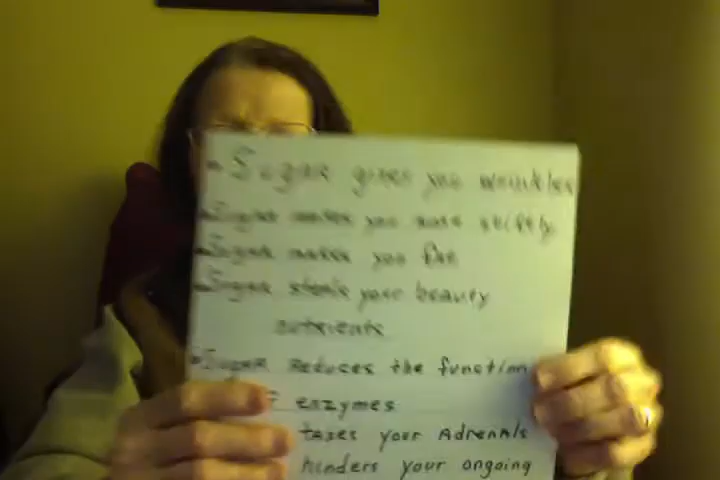 - Sugar gives you wrinkles
- Sugar makes you more
- Sugar makes you fat
- Sugar steals your beauty
nutrients
- Sugar Reduces the function
enzymes
taxes your Adrenals
hinders your ongoing